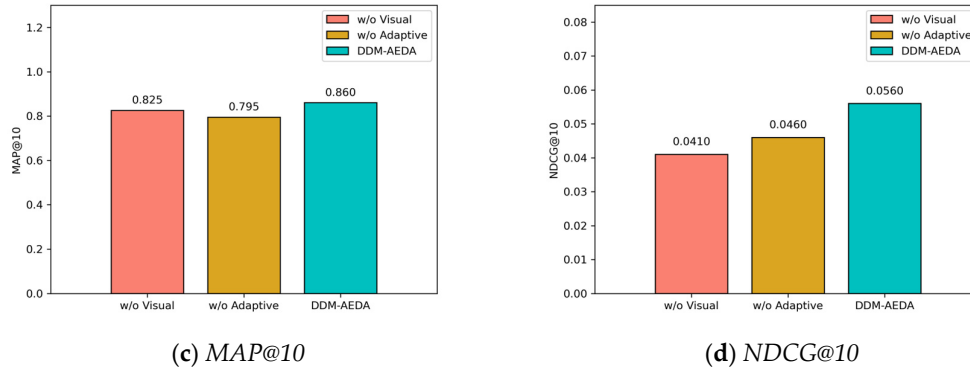 MAP@10
1.2
1.0
0.8
0.6
0.4
0.2
0.0
w/o Visual
w/o Adaptive
DDM-AEDA
0.825
0.795
0.860
w/o Visual
w/o Adaptive
DDM-AEDA
(c) MAP@10
NDCG@10
0.08
0.07
0.06
0.05
0.04
0.03
0.02
0.01
0.00
w/o Visual
w/o Adaptive
DDM-AEDA
0.0410
0.0460
0.0560
w/o Visual
w/o Adaptive
DDM-AEDA
(d) NDCG@10